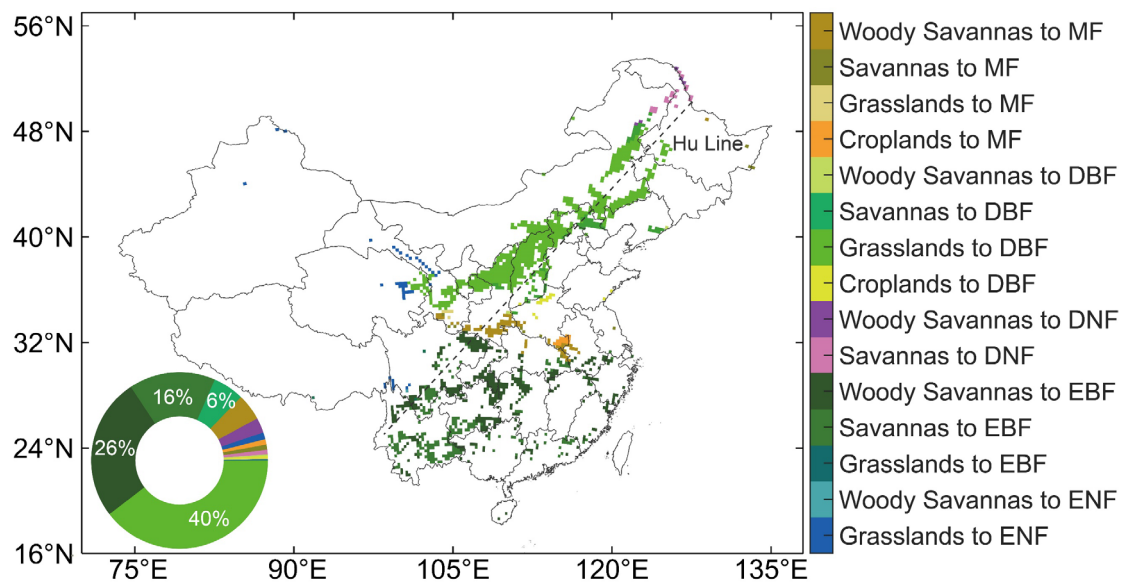 56°N
48°N
40°N
32°N
24°N
16°N
75°E
90°E
105°E
120°E
135°E
Hu Line
16%
6%
26%
40%
Woody Savannas to MF
Savannas to MF
Grasslands to MF
Croplands to MF
Woody Savannas to DBF
Savannas to DBF
Grasslands to DBF
Croplands to DBF
Woody Savannas to DNF
Savannas to DNF
Woody Savannas to EBF
Savannas to EBF
Grasslands to EBF
Woody Savannas to ENF
Grasslands to ENF